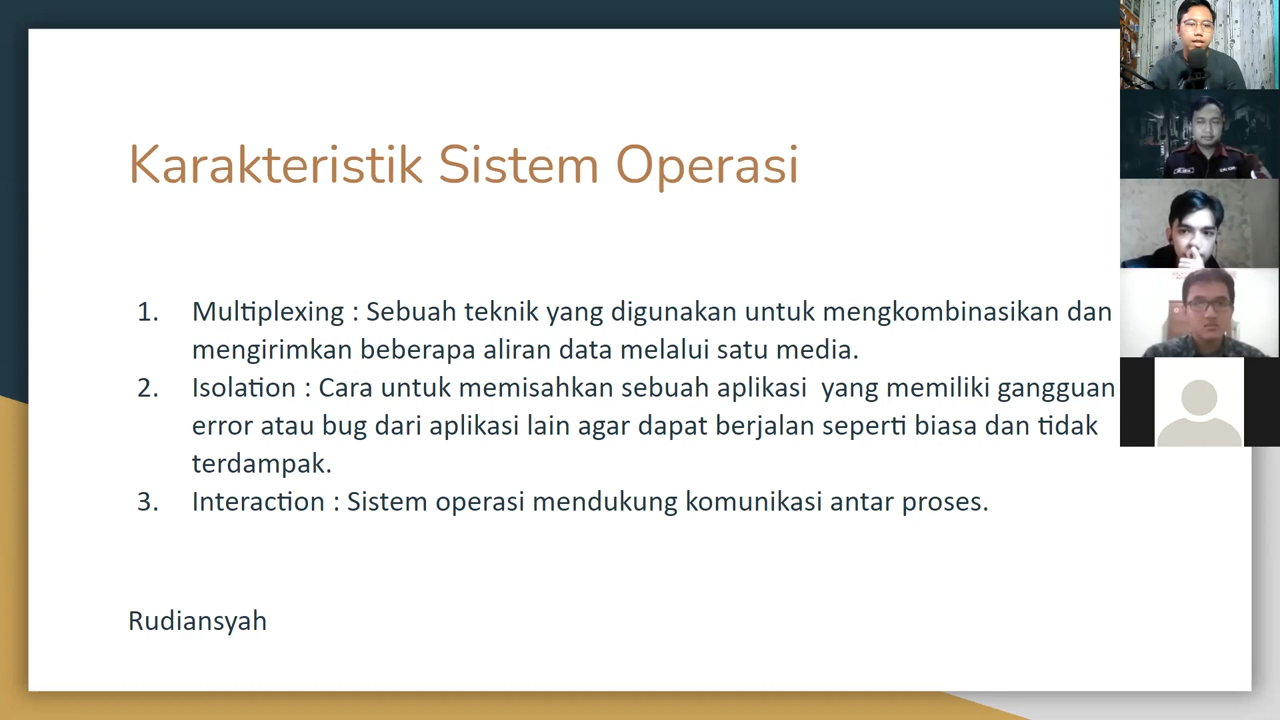 Karakteristik Sistem Operasi
1. Multiplexing : Sebuah teknik yang digunakan untuk mengkombinasikan dan
mengirimkan beberapa aliran data melalui satu media.
2. Isolation : Cara untuk memisahkan sebuah aplikasi  yang memiliki gangguan
error atau bug dari aplikasi lain agar dapat berjalan seperti biasa dan tidak
terdampak.
3. Interaction : Sistem operasi mendukung komunikasi antar proses.
Rudiansyah